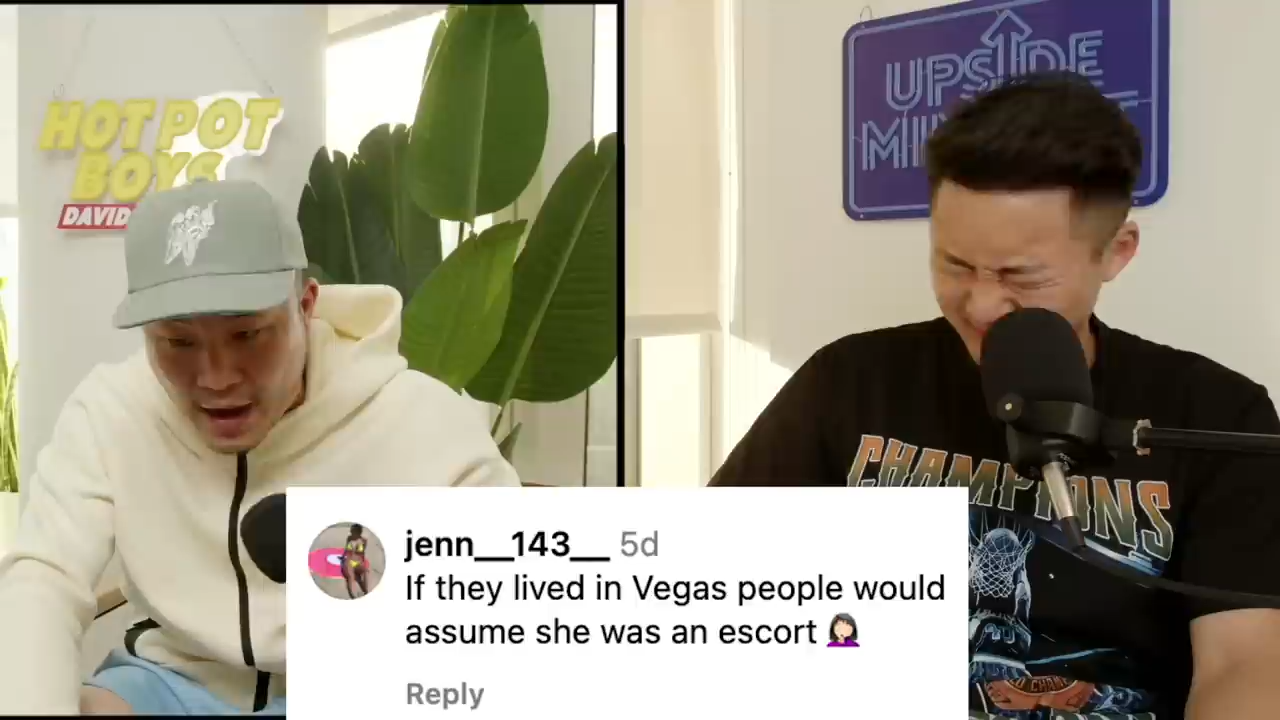 HOT POT
BOYS
DAVID
UPSIDE
CHAMPIONS
jenn__143__ 5d
If they lived in Vegas people would
assume she was an escort 🤦🏻‍♀️
Reply